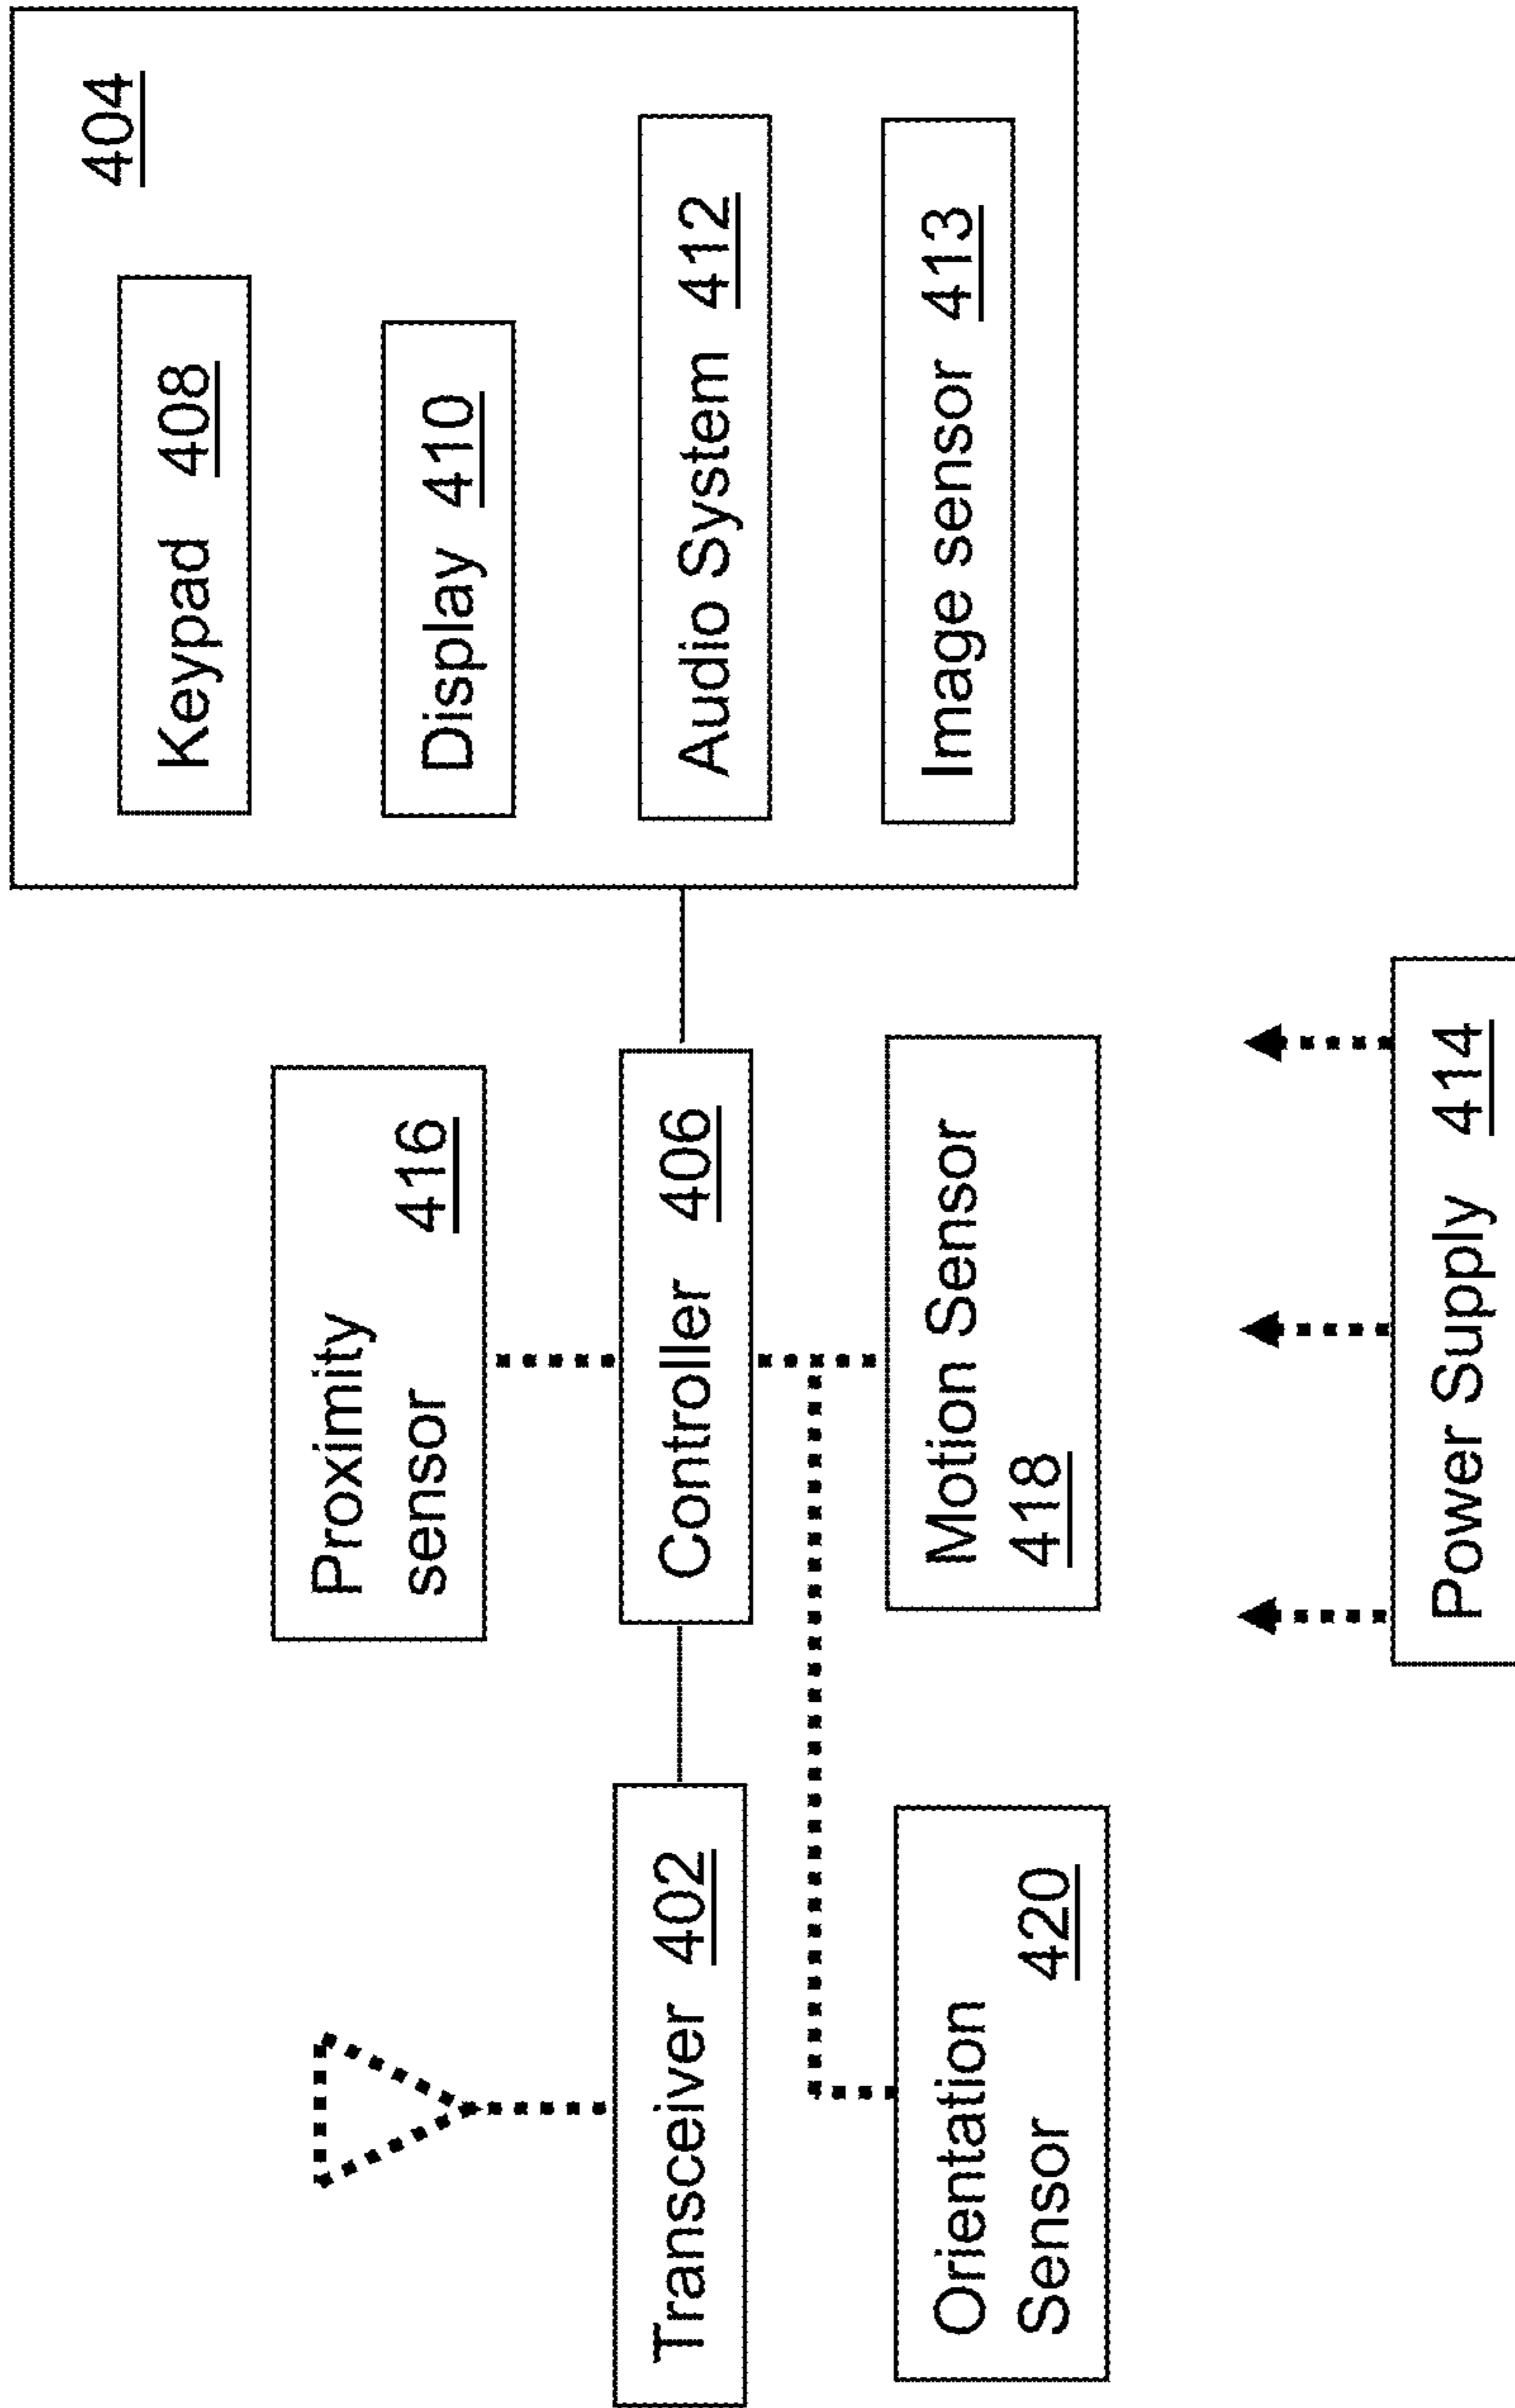 404
Keypad 408
Display 410
Audio System 412
Image sensor 413
Proximity
sensor 416
Controller 406
Transceiver 402
Motion Sensor
418
Orientation
Sensor 420
Power Supply 414